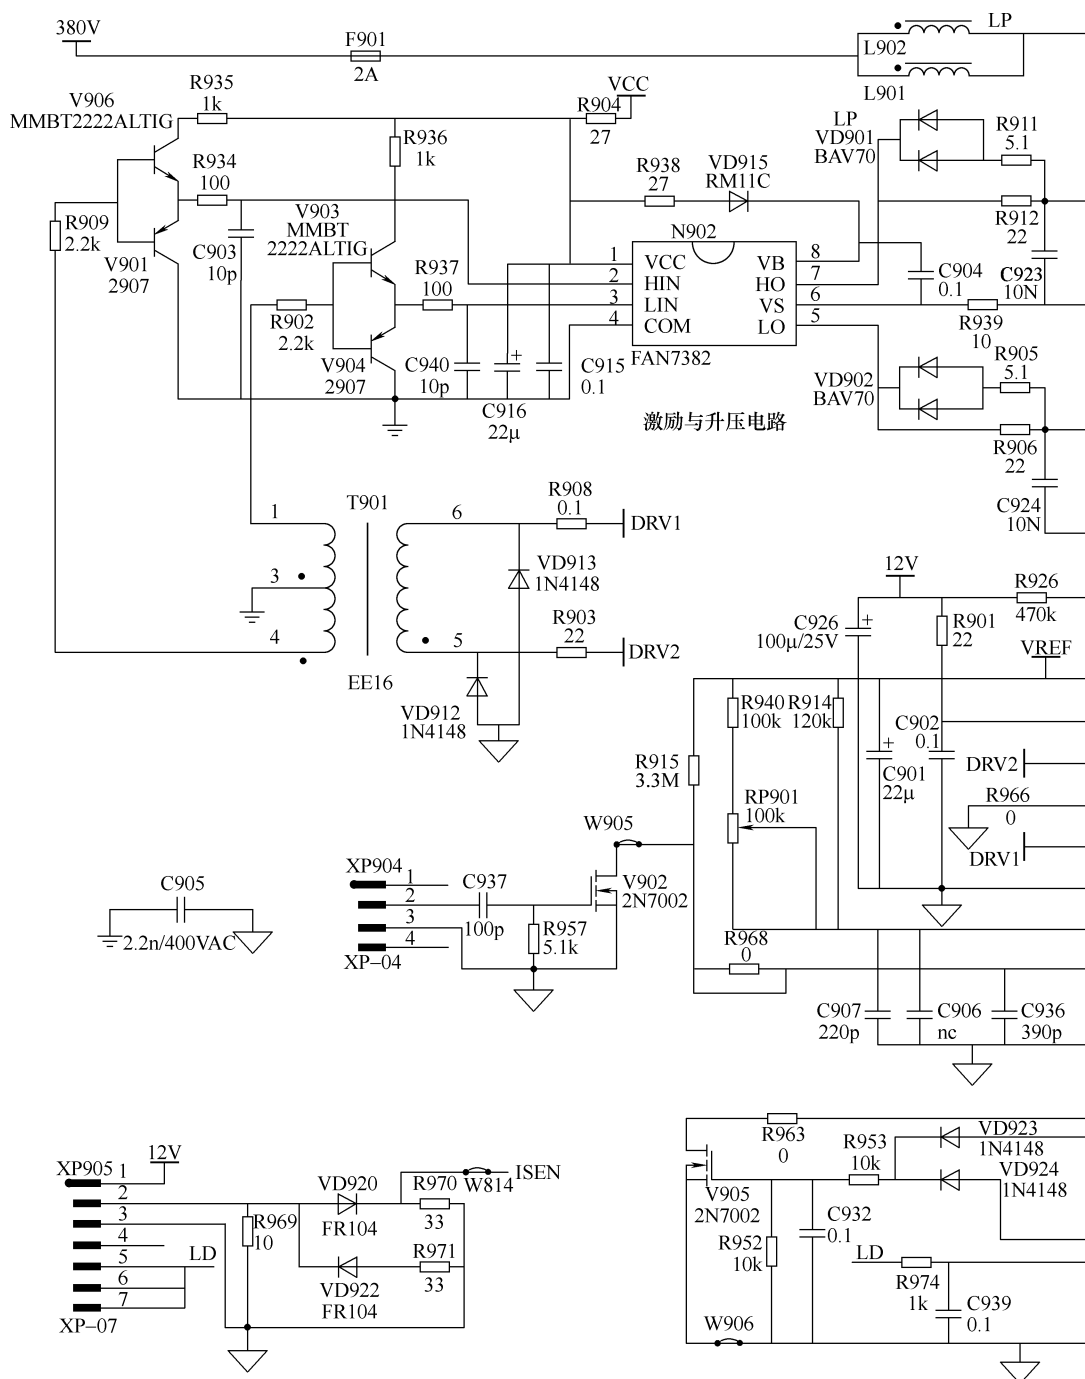 380V
F901
2A
L902
LP
L901
V906
MMBT2222ALTIG
R935
1k
R904
27
VCC
R936
1k
LP
VD901
BAV70
R911
5.1
R934
100
R938
27
VD915
RM11C
R912
22
R909
2.2k
V901
2907
C903
10p
V903
MMBT
2222ALTIG
R937
100
N902
1
2
3
4
VCC
HIN
LIN
COM
VB
HO
VS
LO
8
7
6
5
FAN7382
C904
0.1
C923
10N
R939
10
R902
2.2k
V904
2907
C940
10p
+
C916
22μ
C915
0.1
VD902
BAV70
R905
5.1
R906
22
激励与升压电路
C924
10N
T901
1
3
4
6
5
EE16
R908
0.1
DRV1
VD913
1N4148
R903
22
DRV2
VD912
1N4148
12V
R926
470k
C926
100μ/25V
+
R901
22
VREF
R940
100k
R914
120k
C902
0.1
+
C901
22μ
DRV2
R915
3.3M
RP901
100k
R966
0
DRV1
W905
XP904
1
2
3
4
XP-04
C937
100p
V902
2N7002
R957
5.1k
C905
2.2n/400VAC
R968
0
C907
220p
C906
nc
C936
390p
XP905
12V
1
2
3
4
5
6
7
LD
XP-07
R969
10
VD920
FR104
W814
ISEN
R970
33
VD922
FR104
R971
33
R963
0
R953
10k
VD923
1N4148
VD924
1N4148
V905
2N7002
R952
10k
C932
0.1
LD
R974
1k
C939
0.1
W906